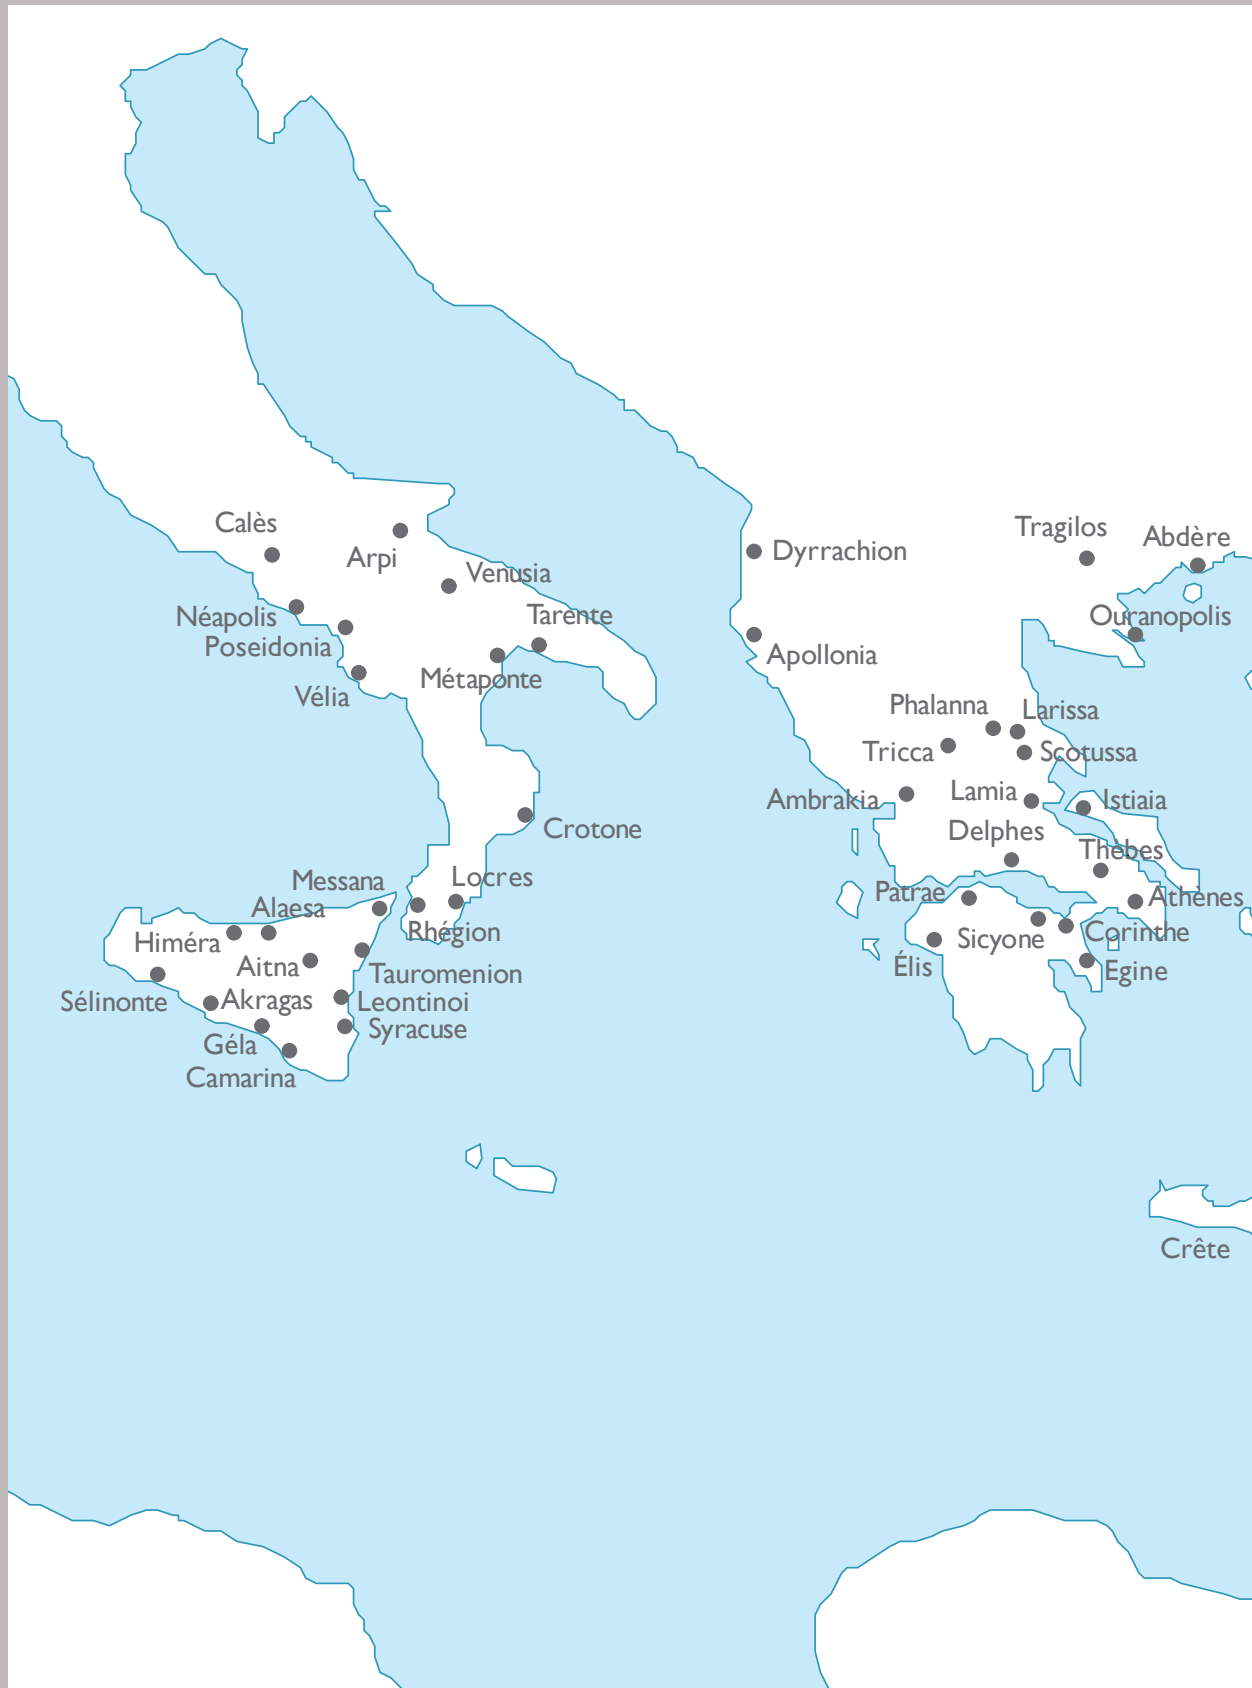 Calès
Arpi
Venusia
Néapolis
Poseidonia
Tarente
Vélia
Métaponte
Crotone
Messana
Locres
Alaesa
Himéra
Rhégion
Aitna
Tauromenion
Sélinonte
Akragas
Leontinoi
Géla
Syracuse
Camarina
Dyrrachion
Tragilos
Abdère
Ouranopolis
Apollonia
Phalanna
Larissa
Tricca
Scotussa
Ambrakia
Lamia
Istiaia
Delphes
Thèbes
Patrae
Athènes
Sicyone
Corinthe
Élis
Egine
Crête